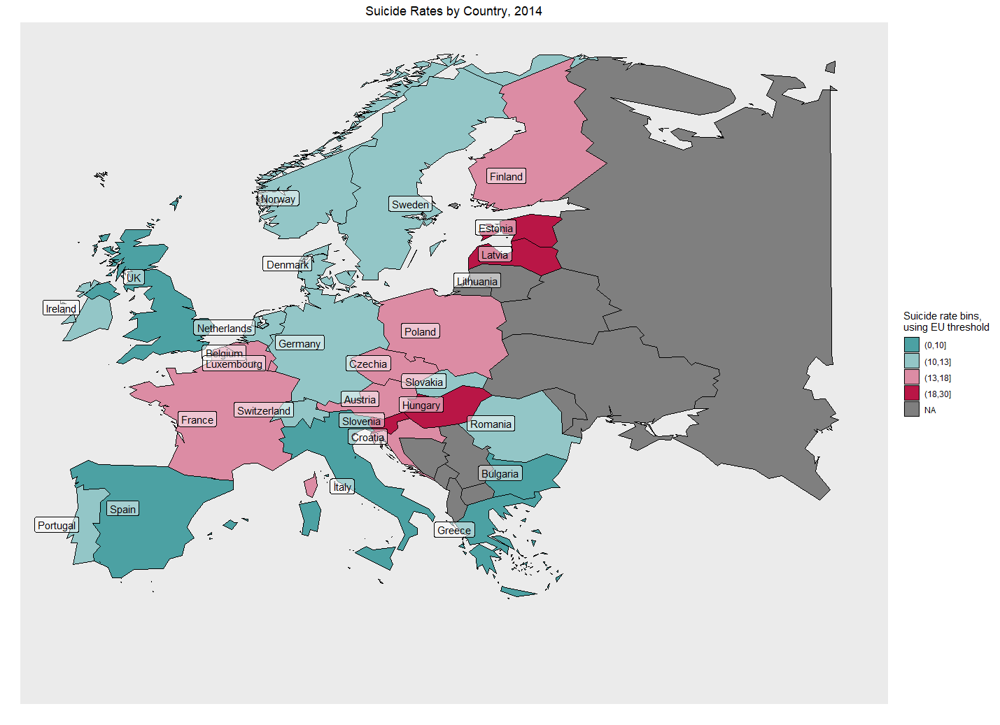 Suicide Rates by Country, 2014
Finland
Norway
Sweden
Estonia
Latvia
Denmark
UK
Lithuania
Ireland
Netherlands
Poland
Germany
Belgium
Luxembourg
Czechia
Slovakia
Austria
Hungary
Switzerland
France
Slovenia
Romania
Croatia
Bulgaria
Italy
Spain
Portugal
Greece
Suicide rate bins,
using EU threshold
(0,10]
(10,13]
(13,18]
(18,30]
NA